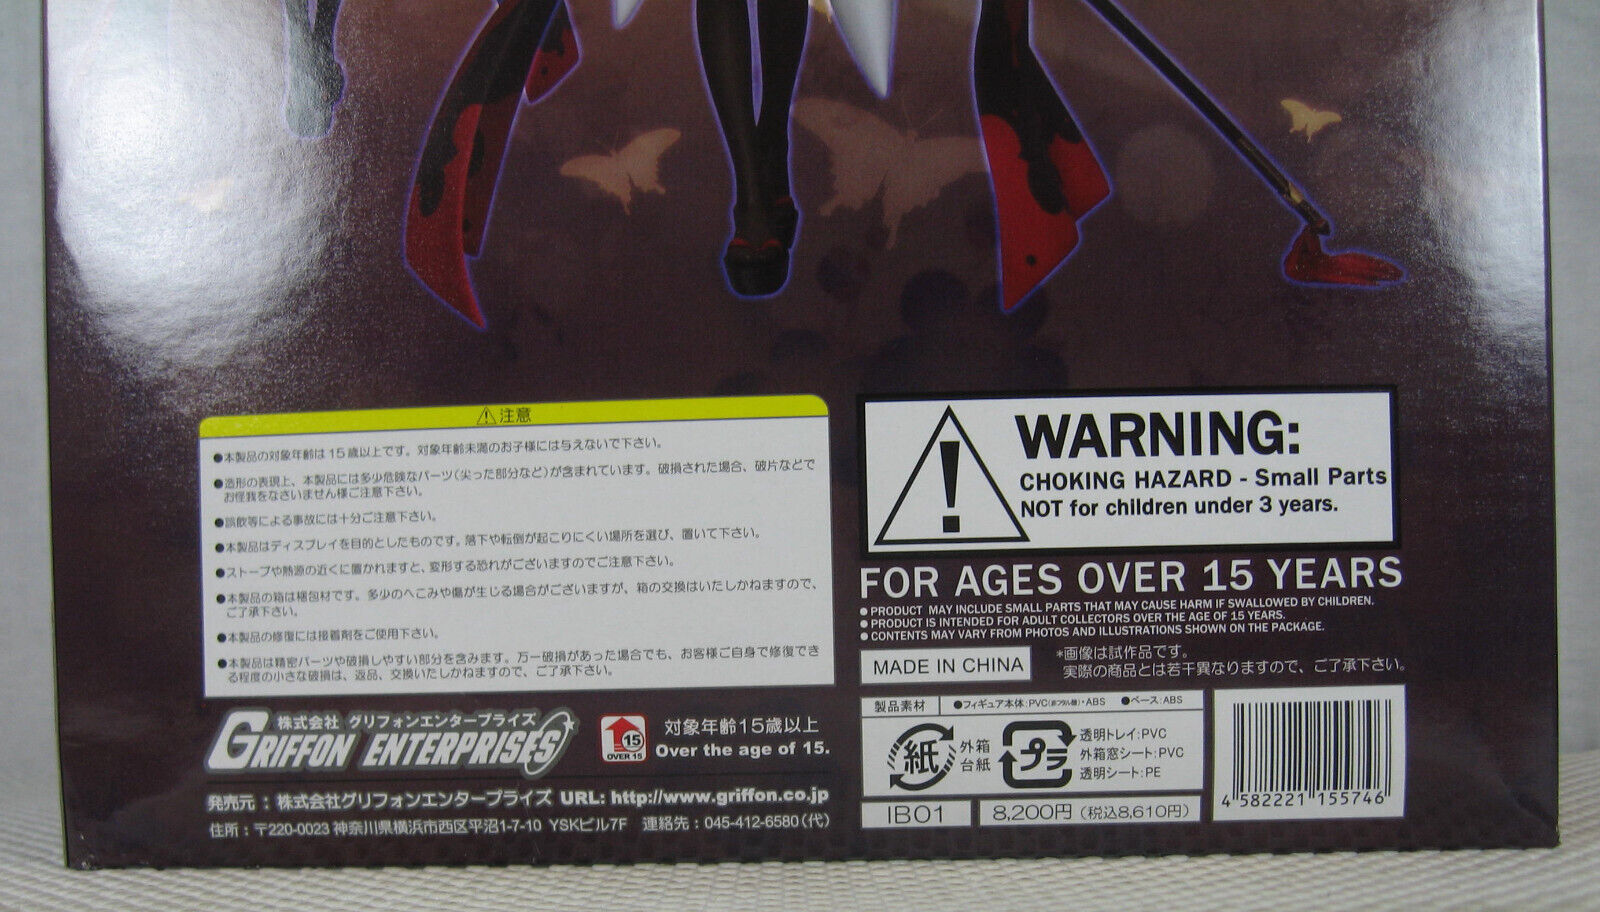 ⚠注意
●本製品の対象年齢は15歳以上です。対象年齢未満のお子様には与えないで下さい。
●造形の表現上、本製品には多少危険なパーツ(尖った部分など)が含まれています。破損された場合、破片などで
お怪我をなさいません様ご注意下さい。
●誤飲等による事故には十分ご注意下さい。
●本製品はディスプレイを目的としたものです。落下や転倒が起こりにくい場所を選び、置いて下さい。
●ストーブや熱源の近くに置かれますと、変形する恐れがございますのでご注意下さい。
●本製品の箱は梱包材です。多少のへこみや傷が生じる場合がございますが、箱の交換はいたしかねますので、
ご了承下さい。
●本製品の修復には接着剤をご使用下さい。
●本製品は精密パーツや破損しやすい部分を含みます。万一破損があった場合でも、お客様ご自身で修復でき
る程度の小さな破損は、返品、交換いたしかねますので、ご了承下さい。
株式会社 グリフォンエンタープライズ
GRIFFON ENTERPRISES
15
OVER 15
対象年齢15歳以上
Over the age of 15.
発売元:株式会社グリフォンエンタープライズ URL: http://www.griffon.co.jp
住所:〒220-0023 神奈川県横浜市西区平沼1-7-10 YSKビル7F 連絡先:045-412-6580(代)
WARNING:
CHOKING HAZARD - Small Parts
NOT for children under 3 years.
FOR AGES OVER 15 YEARS
● PRODUCT MAY INCLUDE SMALL PARTS THAT MAY CAUSE HARM IF SWALLOWED BY CHILDREN.
● PRODUCT IS INTENDED FOR ADULT COLLECTORS OVER THE AGE OF 15 YEARS.
● CONTENTS MAY VARY FROM PHOTOS AND ILLUSTRATIONS SHOWN ON THE PACKAGE.
MADE IN CHINA
*画像は試作品です。
実際の商品とは若干異なりますので、ご了承下さい。
製品素材 ●フィギュア本体:PVC(非フタル酸)・ABS ●ベース:ABS
紙
外箱
台紙
プラ
透明トレイ:PVC
外箱窓シート:PVC
透明シート:PE
IB01
8,200円(税込8,610円)
4 582221 155746